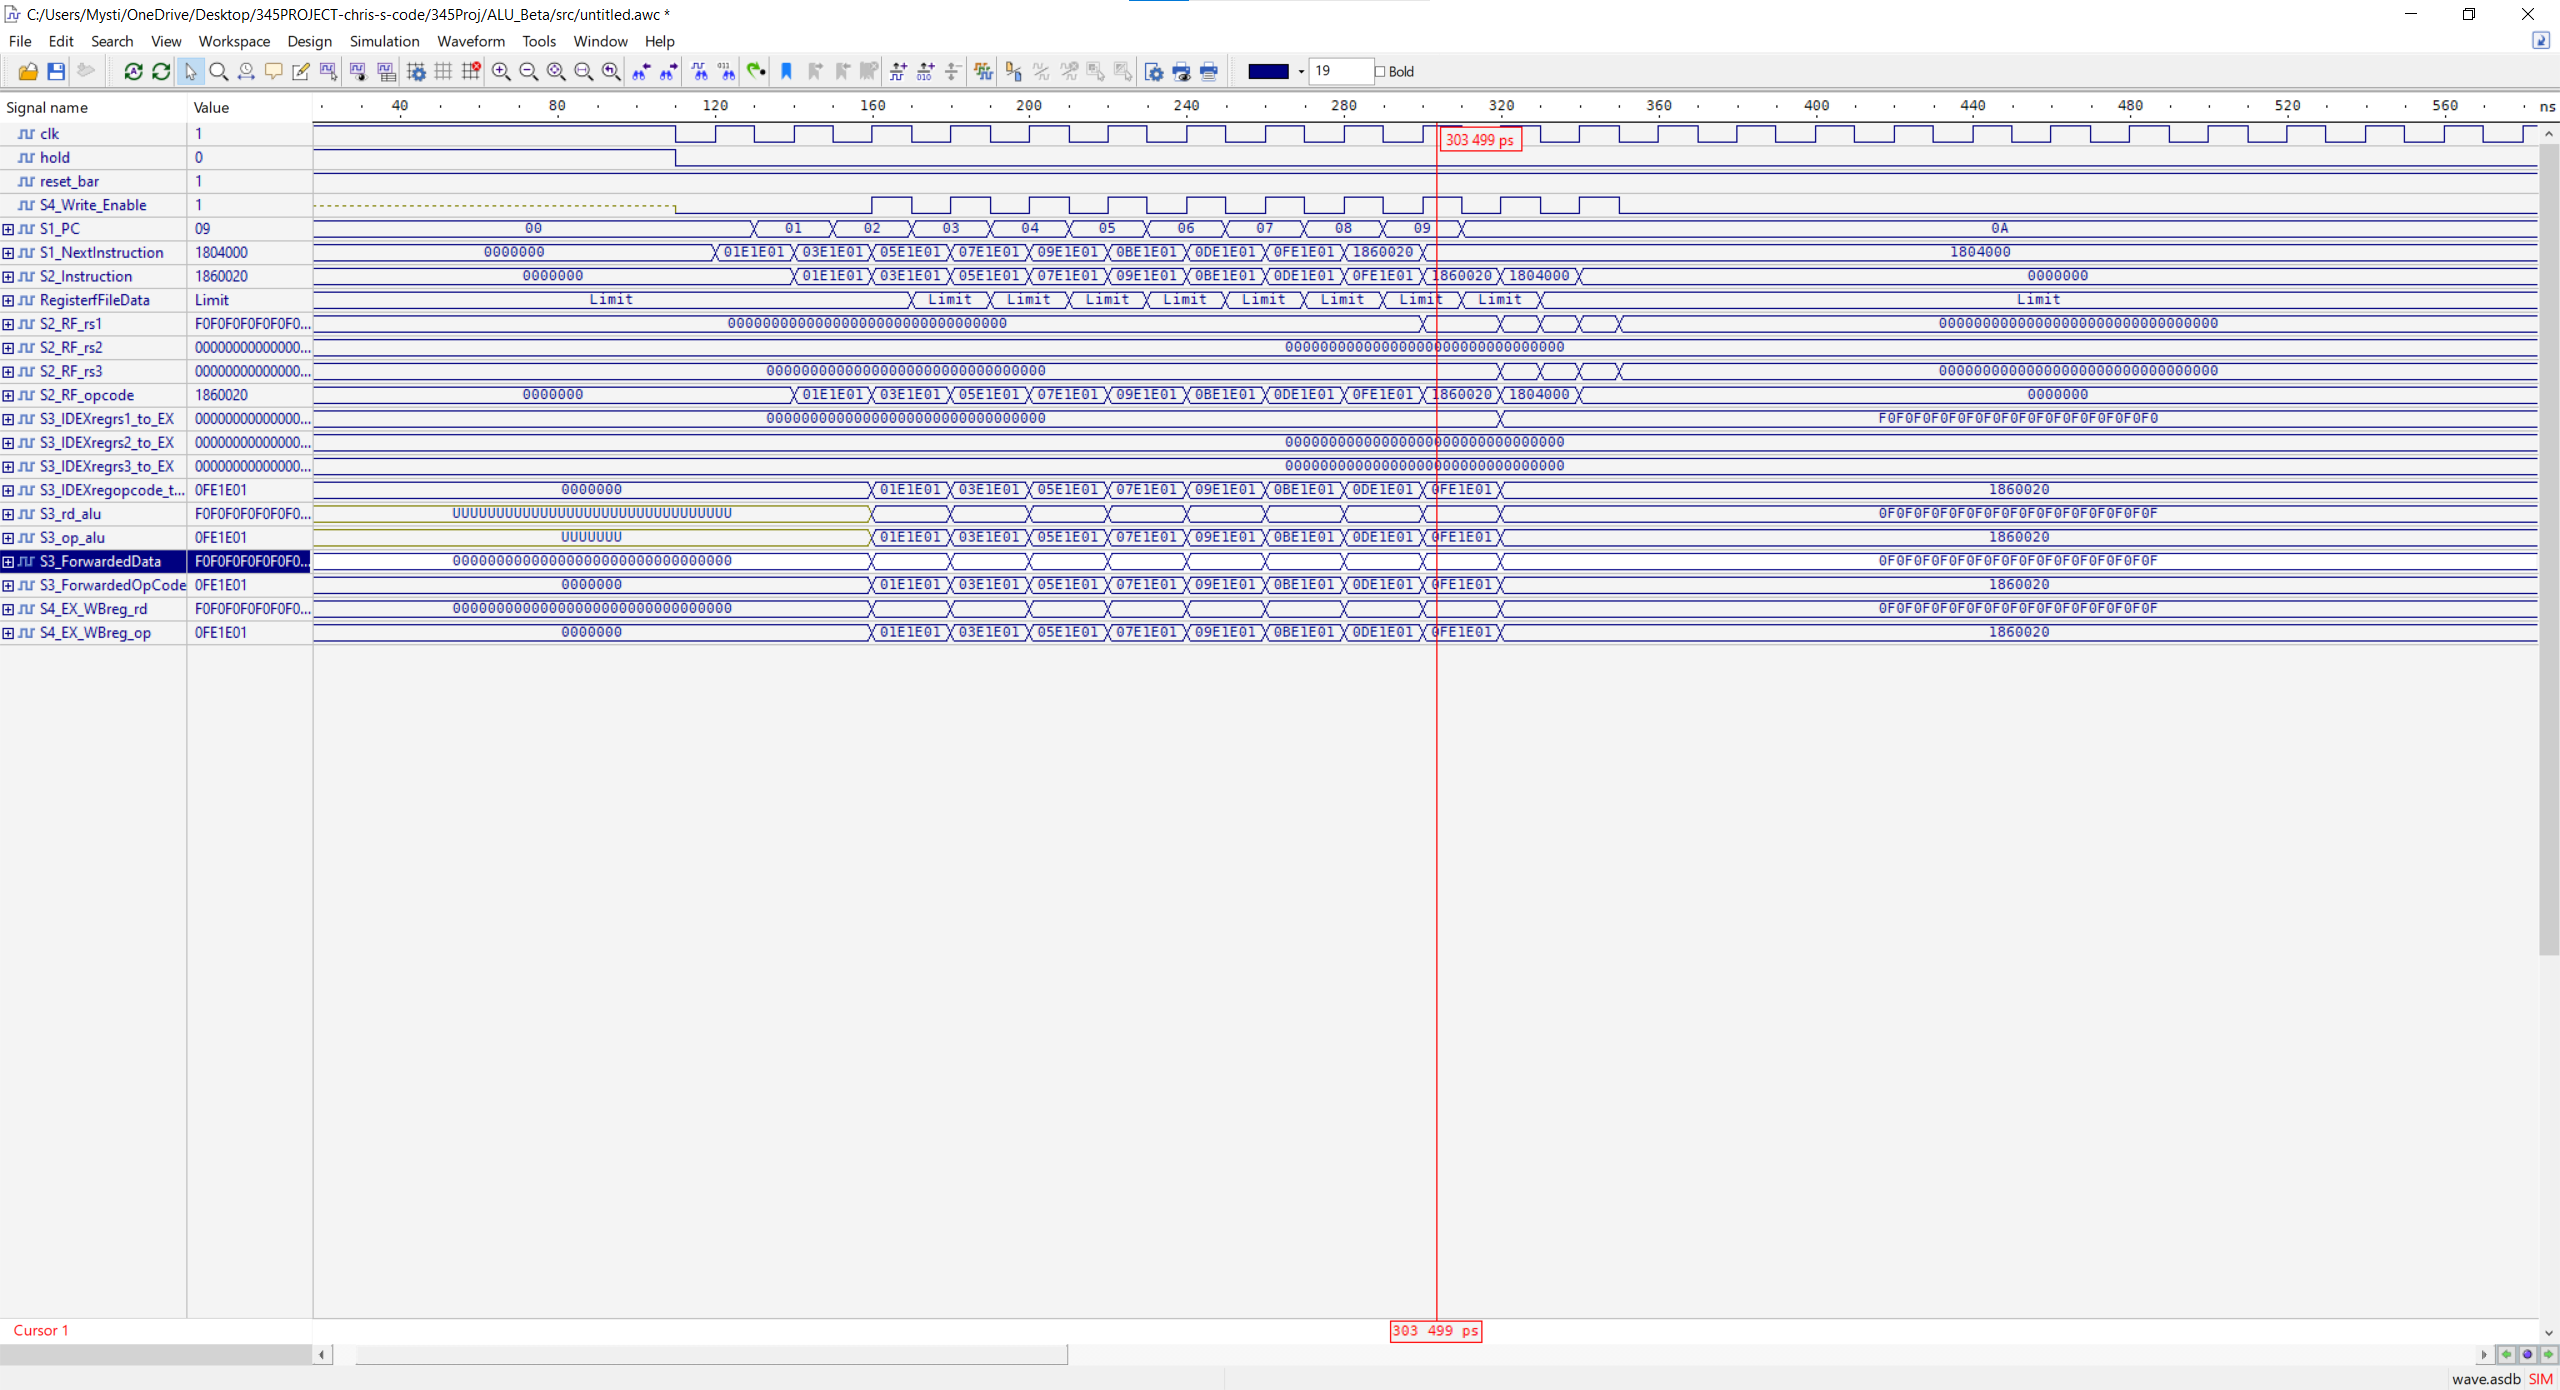 C:/Users/Mysti/OneDrive/Desktop/345PROJECT-chris-s-code/345Proj/ALU_Beta/src/untitled.awc *
File Edit Search View Workspace Design Simulation Waveform Tools Window Help
19 Bold
Signal name Value 40 80 120 160 200 240 280 320 360 400 440 480 520 560 ns
clk 1 303 499 ps
hold 0
reset_bar 1
S4_Write_Enable 1
S1_PC 09 00 01 02 03 04 05 06 07 08 09 0A
S1_NextInstruction 1804000 0000000 01E1E01 03E1E01 05E1E01 07E1E01 09E1E01 0BE1E01 0DE1E01 0FE1E01 1860020 1804000
S2_Instruction 1860020 0000000 01E1E01 03E1E01 05E1E01 07E1E01 09E1E01 0BE1E01 0DE1E01 0FE1E01 1860020 1804000 0000000
RegisterfFileData Limit Limit Limit Limit Limit Limit Limit Limit Limit Limit Limit
S2_RF_rs1 F0F0F0F0F0F0F0... 00000000000000000000000000000000 00000000000000000000000000000000
S2_RF_rs2 00000000000000... 00000000000000000000000000000000
S2_RF_rs3 00000000000000... 00000000000000000000000000000000 00000000000000000000000000000000
S2_RF_opcode 1860020 0000000 01E1E01 03E1E01 05E1E01 07E1E01 09E1E01 0BE1E01 0DE1E01 0FE1E01 1860020 1804000 0000000
S3_IDEXregrs1_to_EX 00000000000000... 00000000000000000000000000000000 F0F0F0F0F0F0F0F0F0F0F0F0F0F0F0F0
S3_IDEXregrs2_to_EX 00000000000000... 00000000000000000000000000000000
S3_IDEXregrs3_to_EX 00000000000000... 00000000000000000000000000000000
S3_IDEXregopcode_t... 0FE1E01 0000000 01E1E01 03E1E01 05E1E01 07E1E01 09E1E01 0BE1E01 0DE1E01 0FE1E01 1860020
S3_rd_alu F0F0F0F0F0F0F0... UUUUUUUUUUUUUUUUUUUUUUUUUUUUUUUU 0F0F0F0F0F0F0F0F0F0F0F0F0F0F0F0F
S3_op_alu 0FE1E01 UUUUUUU 01E1E01 03E1E01 05E1E01 07E1E01 09E1E01 0BE1E01 0DE1E01 0FE1E01 1860020
S3_ForwardedData F0F0F0F0F0F0F0... 00000000000000000000000000000000 0F0F0F0F0F0F0F0F0F0F0F0F0F0F0F0F
S3_ForwardedOpCode 0FE1E01 0000000 01E1E01 03E1E01 05E1E01 07E1E01 09E1E01 0BE1E01 0DE1E01 0FE1E01 1860020
S4_EX_WBreg_rd F0F0F0F0F0F0F0... 00000000000000000000000000000000 0F0F0F0F0F0F0F0F0F0F0F0F0F0F0F0F
S4_EX_WBreg_op 0FE1E01 0000000 01E1E01 03E1E01 05E1E01 07E1E01 09E1E01 0BE1E01 0DE1E01 0FE1E01 1860020
Cursor 1 303 499 ps
wave.asdb SIM